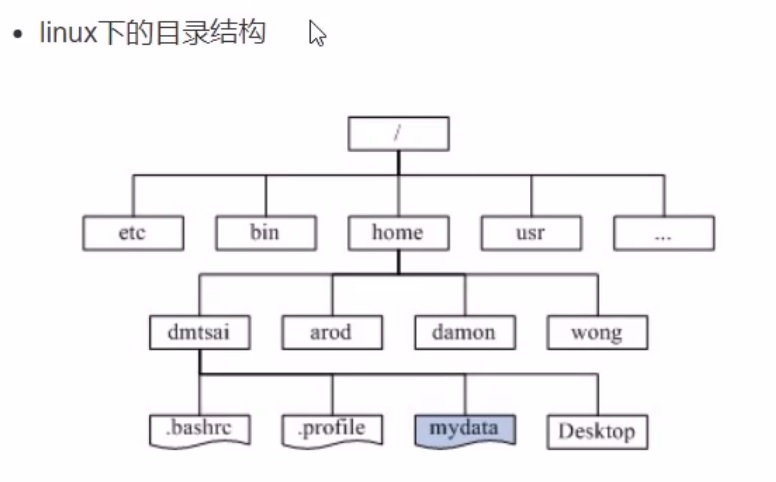 linux下的目录结构
/
etc bin home usr ...
dmtsai arod damon wong
.bashrc .profile mydata Desktop